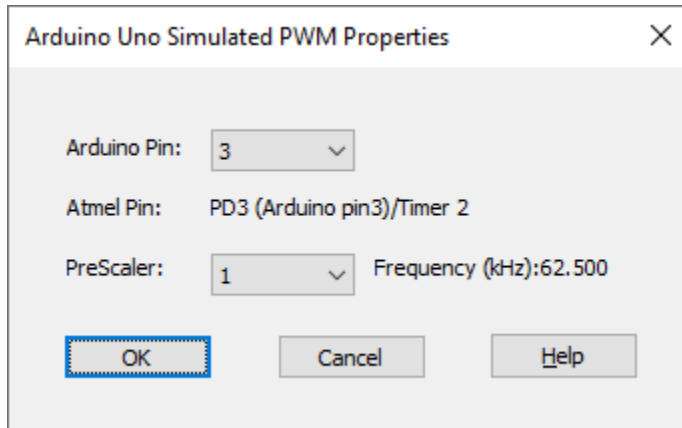 Arduino Uno Simulated PWM Properties
Arduino Pin: 3
Atmel Pin: PD3 (Arduino pin3)/Timer 2
PreScaler: 1 Frequency (kHz):62.500
OK Cancel Help